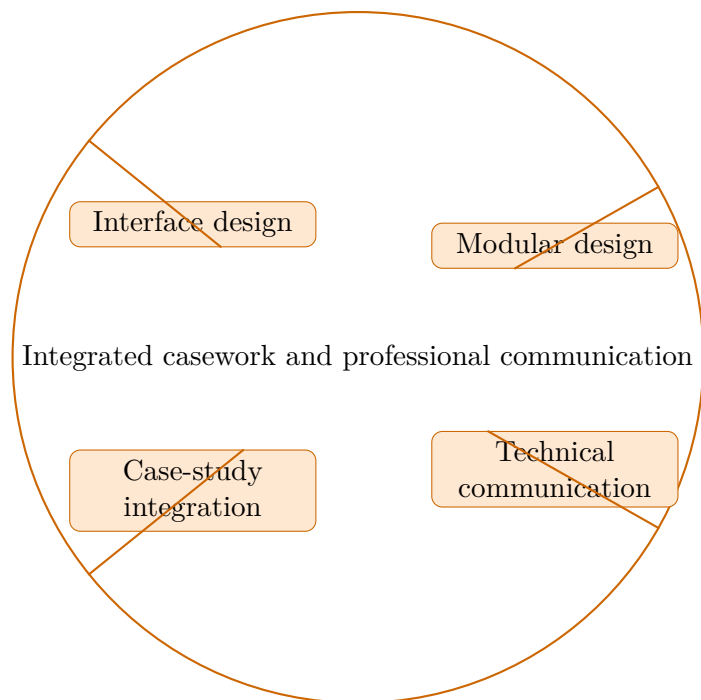 Interface design
Modular design
Integrated casework and professional communication
Case-study
integration
Technical
communication